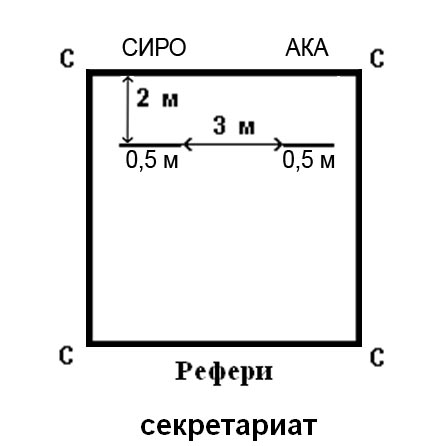 СИРО АКА
С С
2 м
3 м
0,5 м 0,5 м
С С
Рефери
секретариат